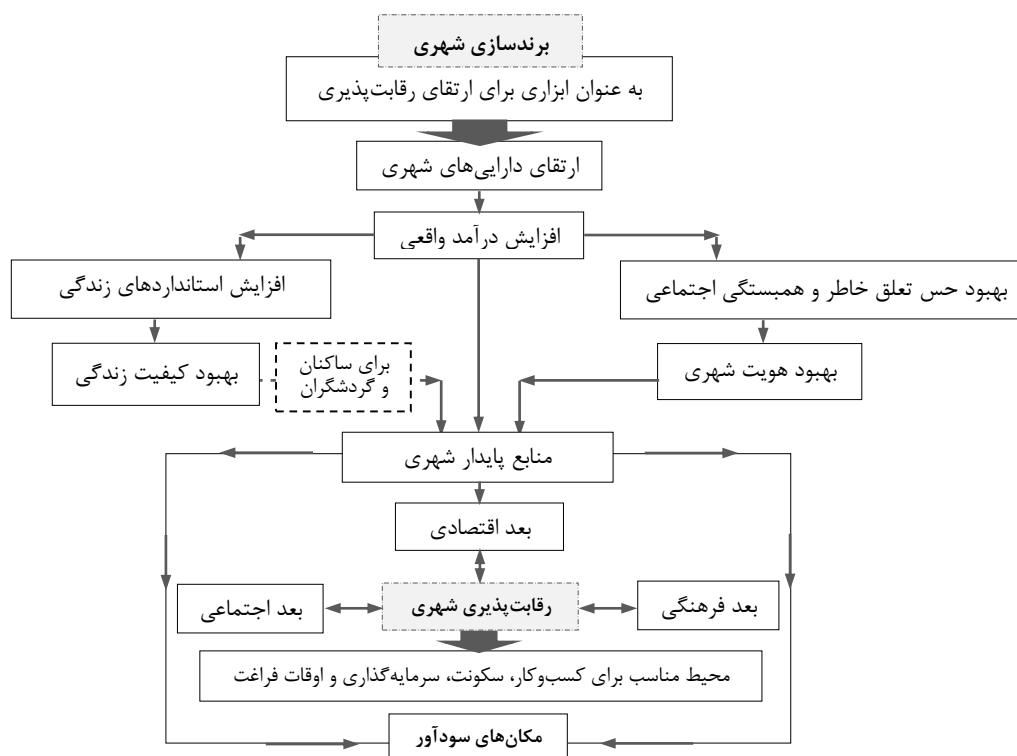 برندسازی شهری
به عنوان ابزاری برای ارتقای رقابت‌پذیری
ارتقای دارایی‌های شهری
افزایش درآمد واقعی
بهبود حس تعلق خاطر و همبستگی اجتماعی
افزایش استانداردهای زندگی
بهبود هویت شهری
برای ساکنان
و گردشگران
بهبود کیفیت زندگی
منابع پایدار شهری
بعد اقتصادی
بعد فرهنگی
رقابت‌پذیری شهری
بعد اجتماعی
محیط مناسب برای کسب‌وکار، سکونت، سرمایه‌گذاری و اوقات فراغت
مکان‌های سودآور